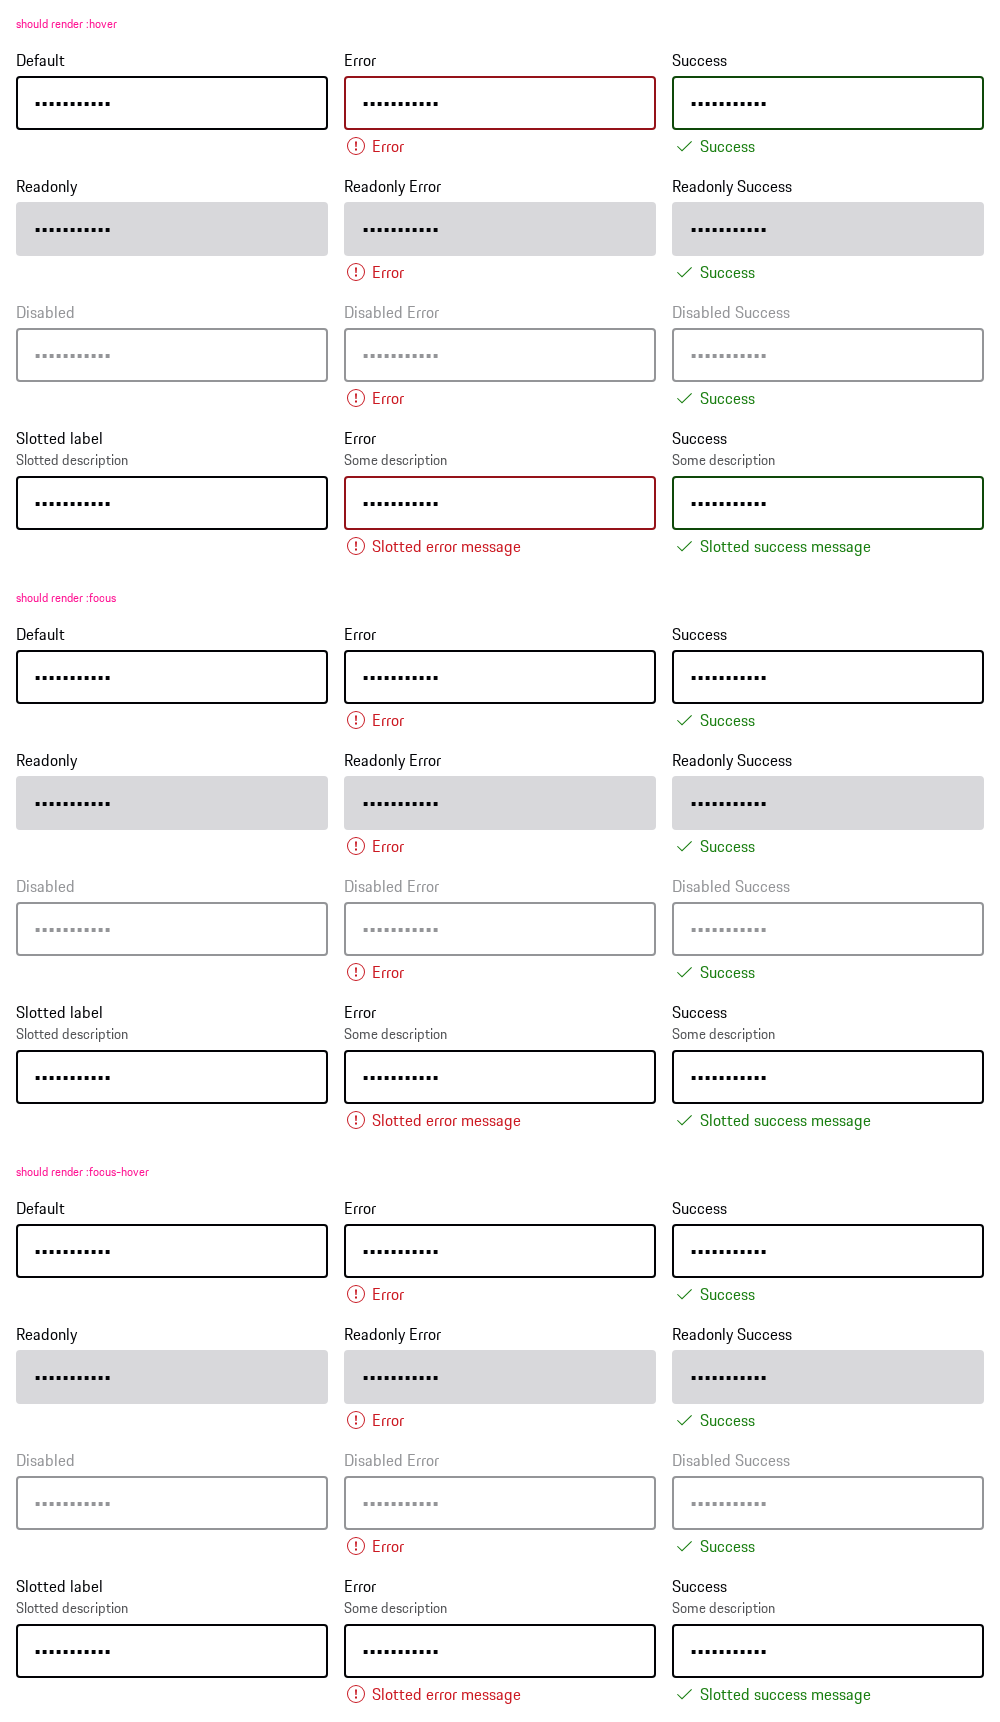 should render :hover
Default Error Success
••••••••••• ••••••••••• •••••••••••
Error Success
Readonly Readonly Error Readonly Success
••••••••••• ••••••••••• •••••••••••
Error Success
Disabled Disabled Error Disabled Success
••••••••••• ••••••••••• •••••••••••
Error Success
Slotted label Error Success
Slotted description Some description Some description
••••••••••• ••••••••••• •••••••••••
Slotted error message Slotted success message
should render :focus
Default Error Success
••••••••••• ••••••••••• •••••••••••
Error Success
Readonly Readonly Error Readonly Success
••••••••••• ••••••••••• •••••••••••
Error Success
Disabled Disabled Error Disabled Success
••••••••••• ••••••••••• •••••••••••
Error Success
Slotted label Error Success
Slotted description Some description Some description
••••••••••• ••••••••••• •••••••••••
Slotted error message Slotted success message
should render :focus-hover
Default Error Success
••••••••••• ••••••••••• •••••••••••
Error Success
Readonly Readonly Error Readonly Success
••••••••••• ••••••••••• •••••••••••
Error Success
Disabled Disabled Error Disabled Success
••••••••••• ••••••••••• •••••••••••
Error Success
Slotted label Error Success
Slotted description Some description Some description
••••••••••• ••••••••••• •••••••••••
Slotted error message Slotted success message